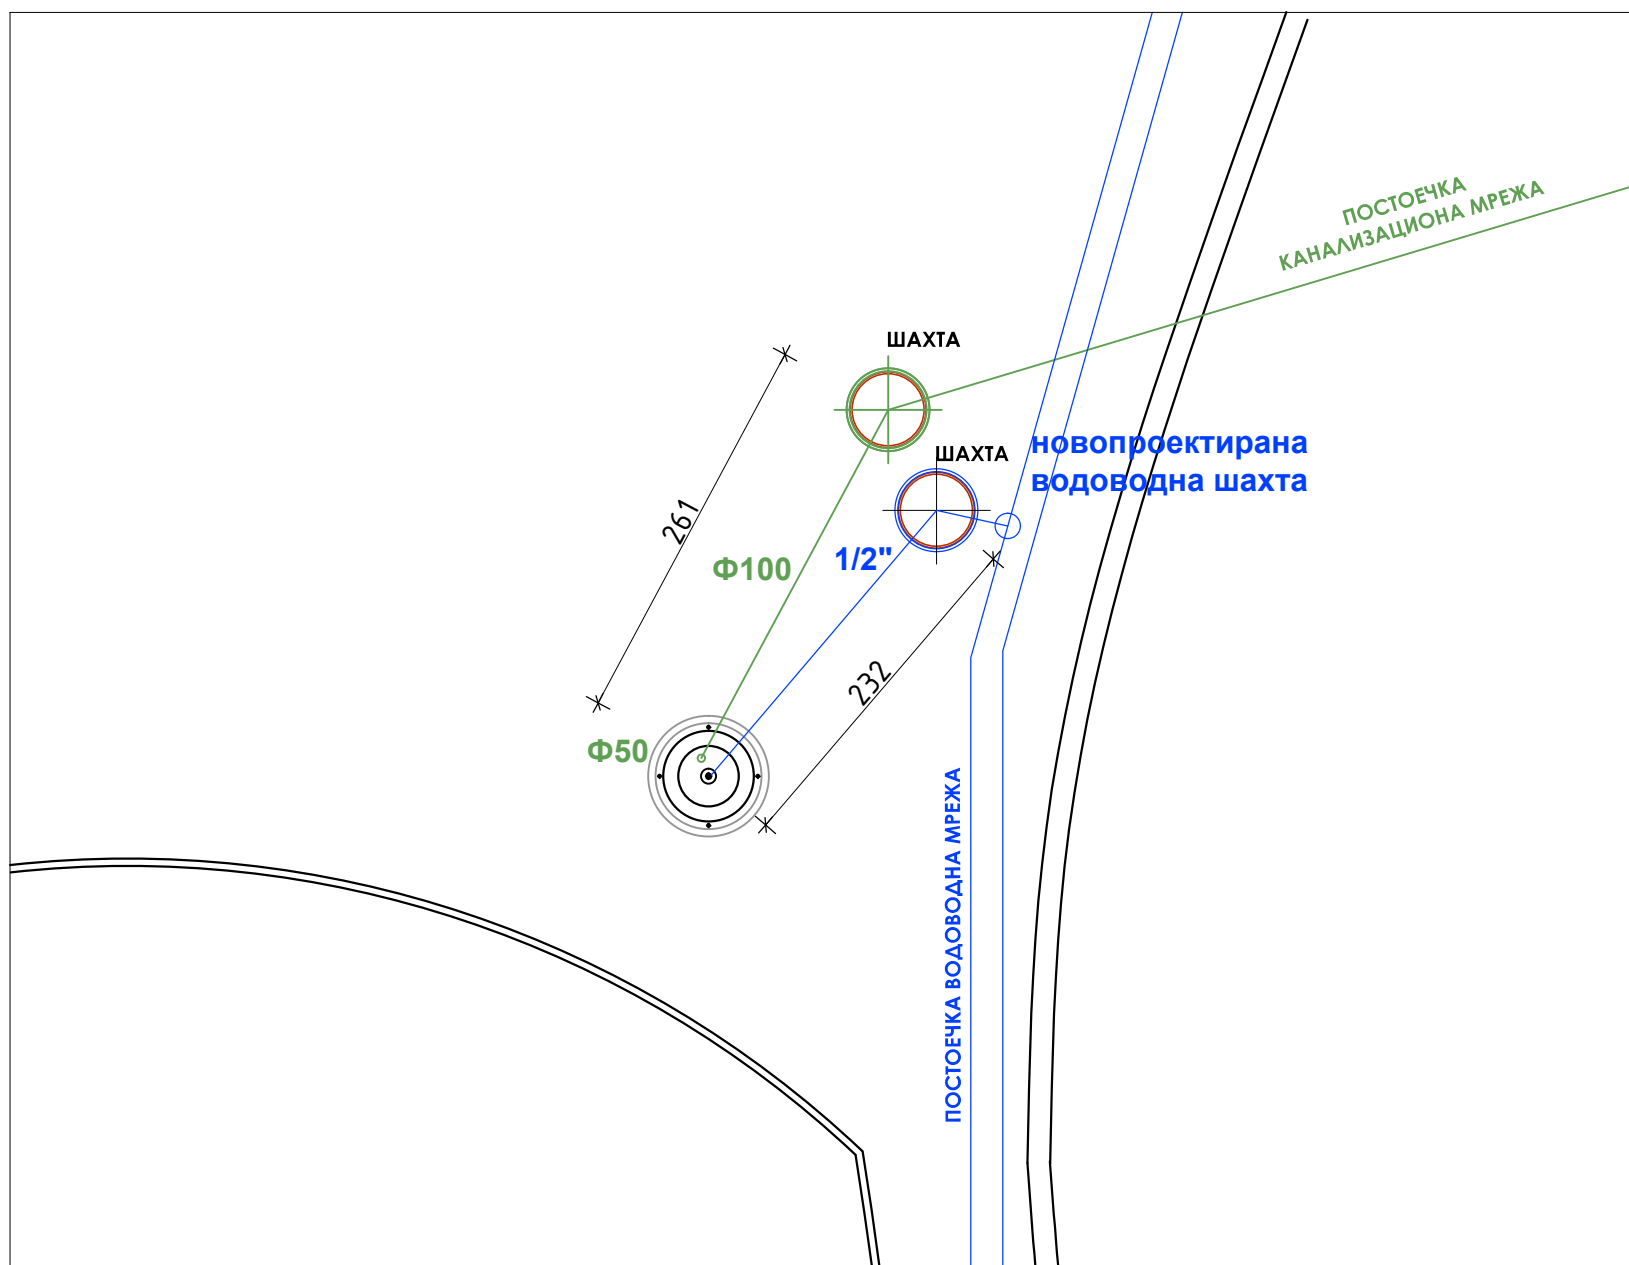 ПОСТОЕЧКА
КАНАЛИЗАЦИОНА МРЕЖА
ШАХТА
ШАХТА
новопроектирана
водоводна шахта
261
Ф100
1/2"
232
Ф50
ПОСТОЕЧКА ВОДОВОДНА МРЕЖА